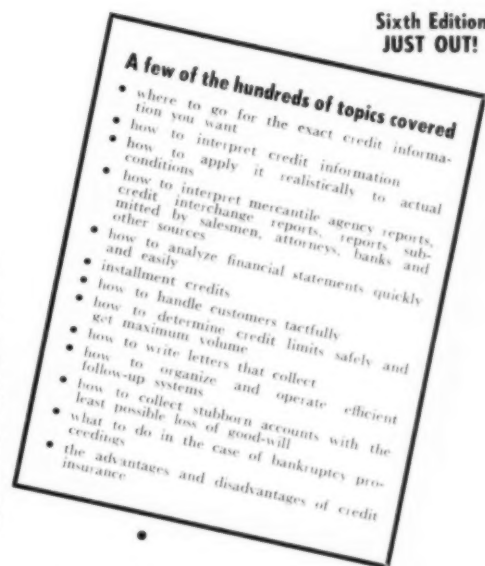 Sixth Edition
JUST OUT!
A few of the hundreds of topics covered
• where to go for the exact credit informa-
tion you want
• how to interpret credit information
• how to apply it realistically to actual
conditions
• how to interpret mercantile agency reports,
credit interchange reports, reports sub-
mitted by salesmen, attorneys, banks and
other sources
• how to analyze financial statements quickly
and easily
• installment credits
• how to handle customers tactfully
• how to determine credit limits safely and
get maximum volume
• how to write letters that collect
• how to organize and operate efficient
follow-up systems
• how to collect stubborn accounts with the
least possible loss of good-will
• what to do in the case of bankruptcy pro-
ceedings
• the advantages and disadvantages of credit
insurance